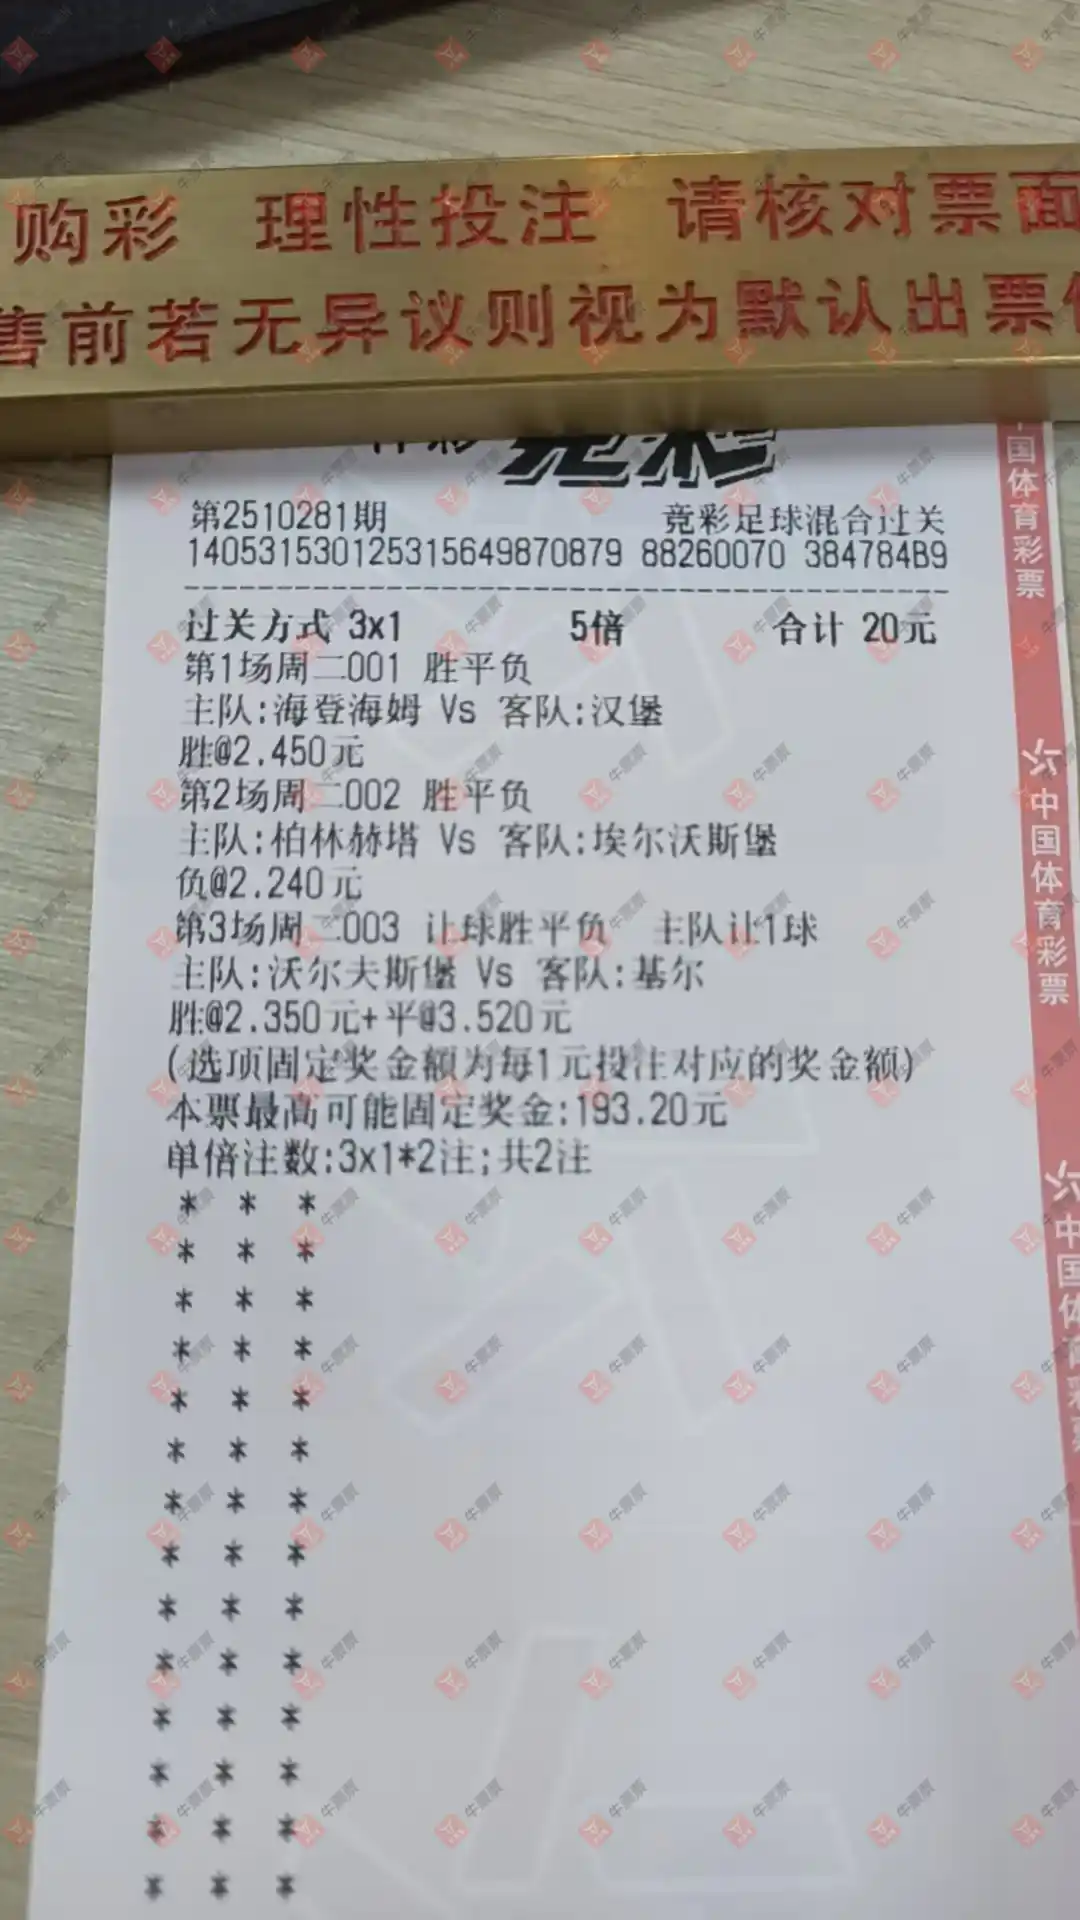 购彩 理性投注 请核对票面
售前若无异议则视为默认出票
竞彩
第2510281期 竞彩足球混合过关
140531530125315649870879 88260070 384784B9
过关方式 3x1 5倍 合计 20元
第1场周二001 胜平负
主队:海登海姆 Vs 客队:汉堡
胜@2.450元
第2场周二002 胜平负
主队:柏林赫塔 Vs 客队:埃尔沃斯堡
负@2.240元
第3场周二003 让球胜平负 主队让1球
主队:沃尔夫斯堡 Vs 客队:基尔
胜@2.350元+平@3.520元
(选项固定奖金额为每1元投注对应的奖金额)
本票最高可能固定奖金:193.20元
单倍注数:3x1*2注;共2注
* * *
* * *
* * *
* * *
* * *
* * *
* * *
* * *
* * *
* * *
* * *
* * *
* * *
* * *
中国体育彩票
中国体育彩票
中国体育彩票
牛票票